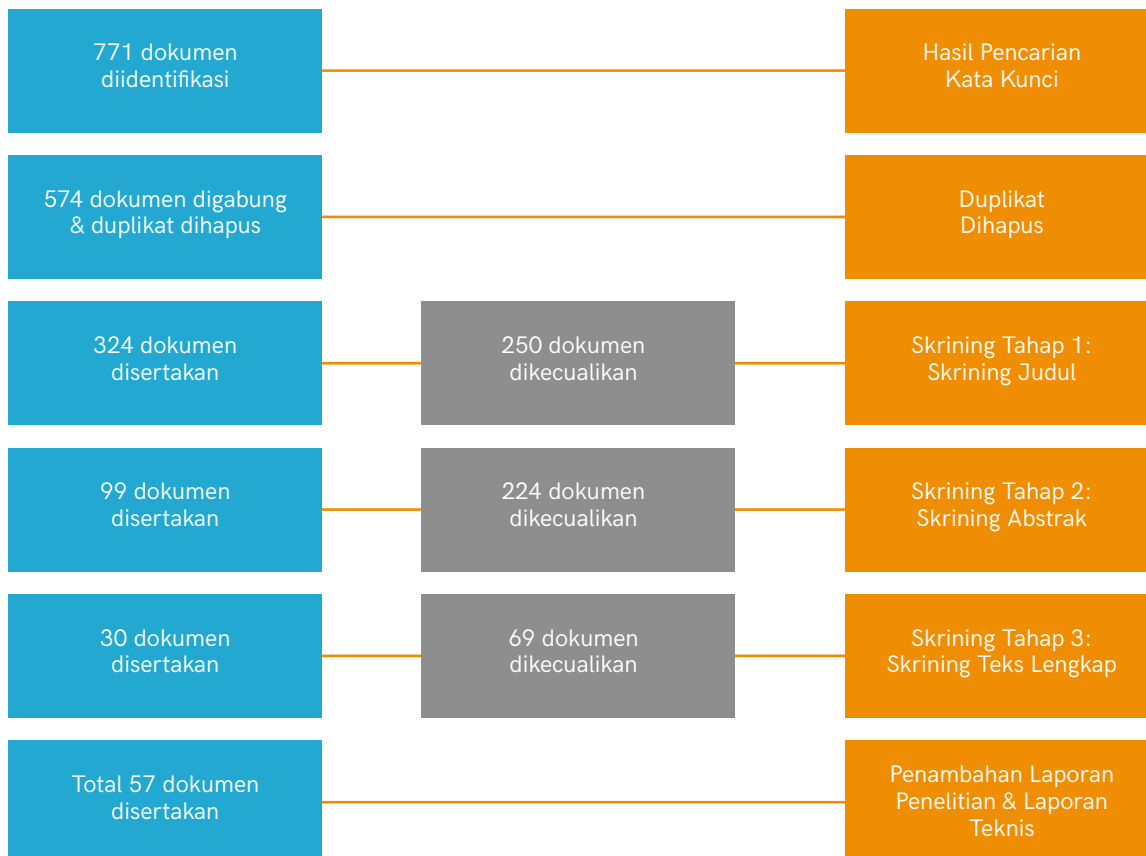 771 dokumen
diidentifikasi
Hasil Pencarian
Kata Kunci
574 dokumen digabung
& duplikat dihapus
Duplikat
Dihapus
324 dokumen
disertakan
250 dokumen
dikecualikan
Skrining Tahap 1:
Skrining Judul
99 dokumen
disertakan
224 dokumen
dikecualikan
Skrining Tahap 2:
Skrining Abstrak
30 dokumen
disertakan
69 dokumen
dikecualikan
Skrining Tahap 3:
Skrining Teks Lengkap
Total 57 dokumen
disertakan
Penambahan Laporan
Penelitian & Laporan
Teknis